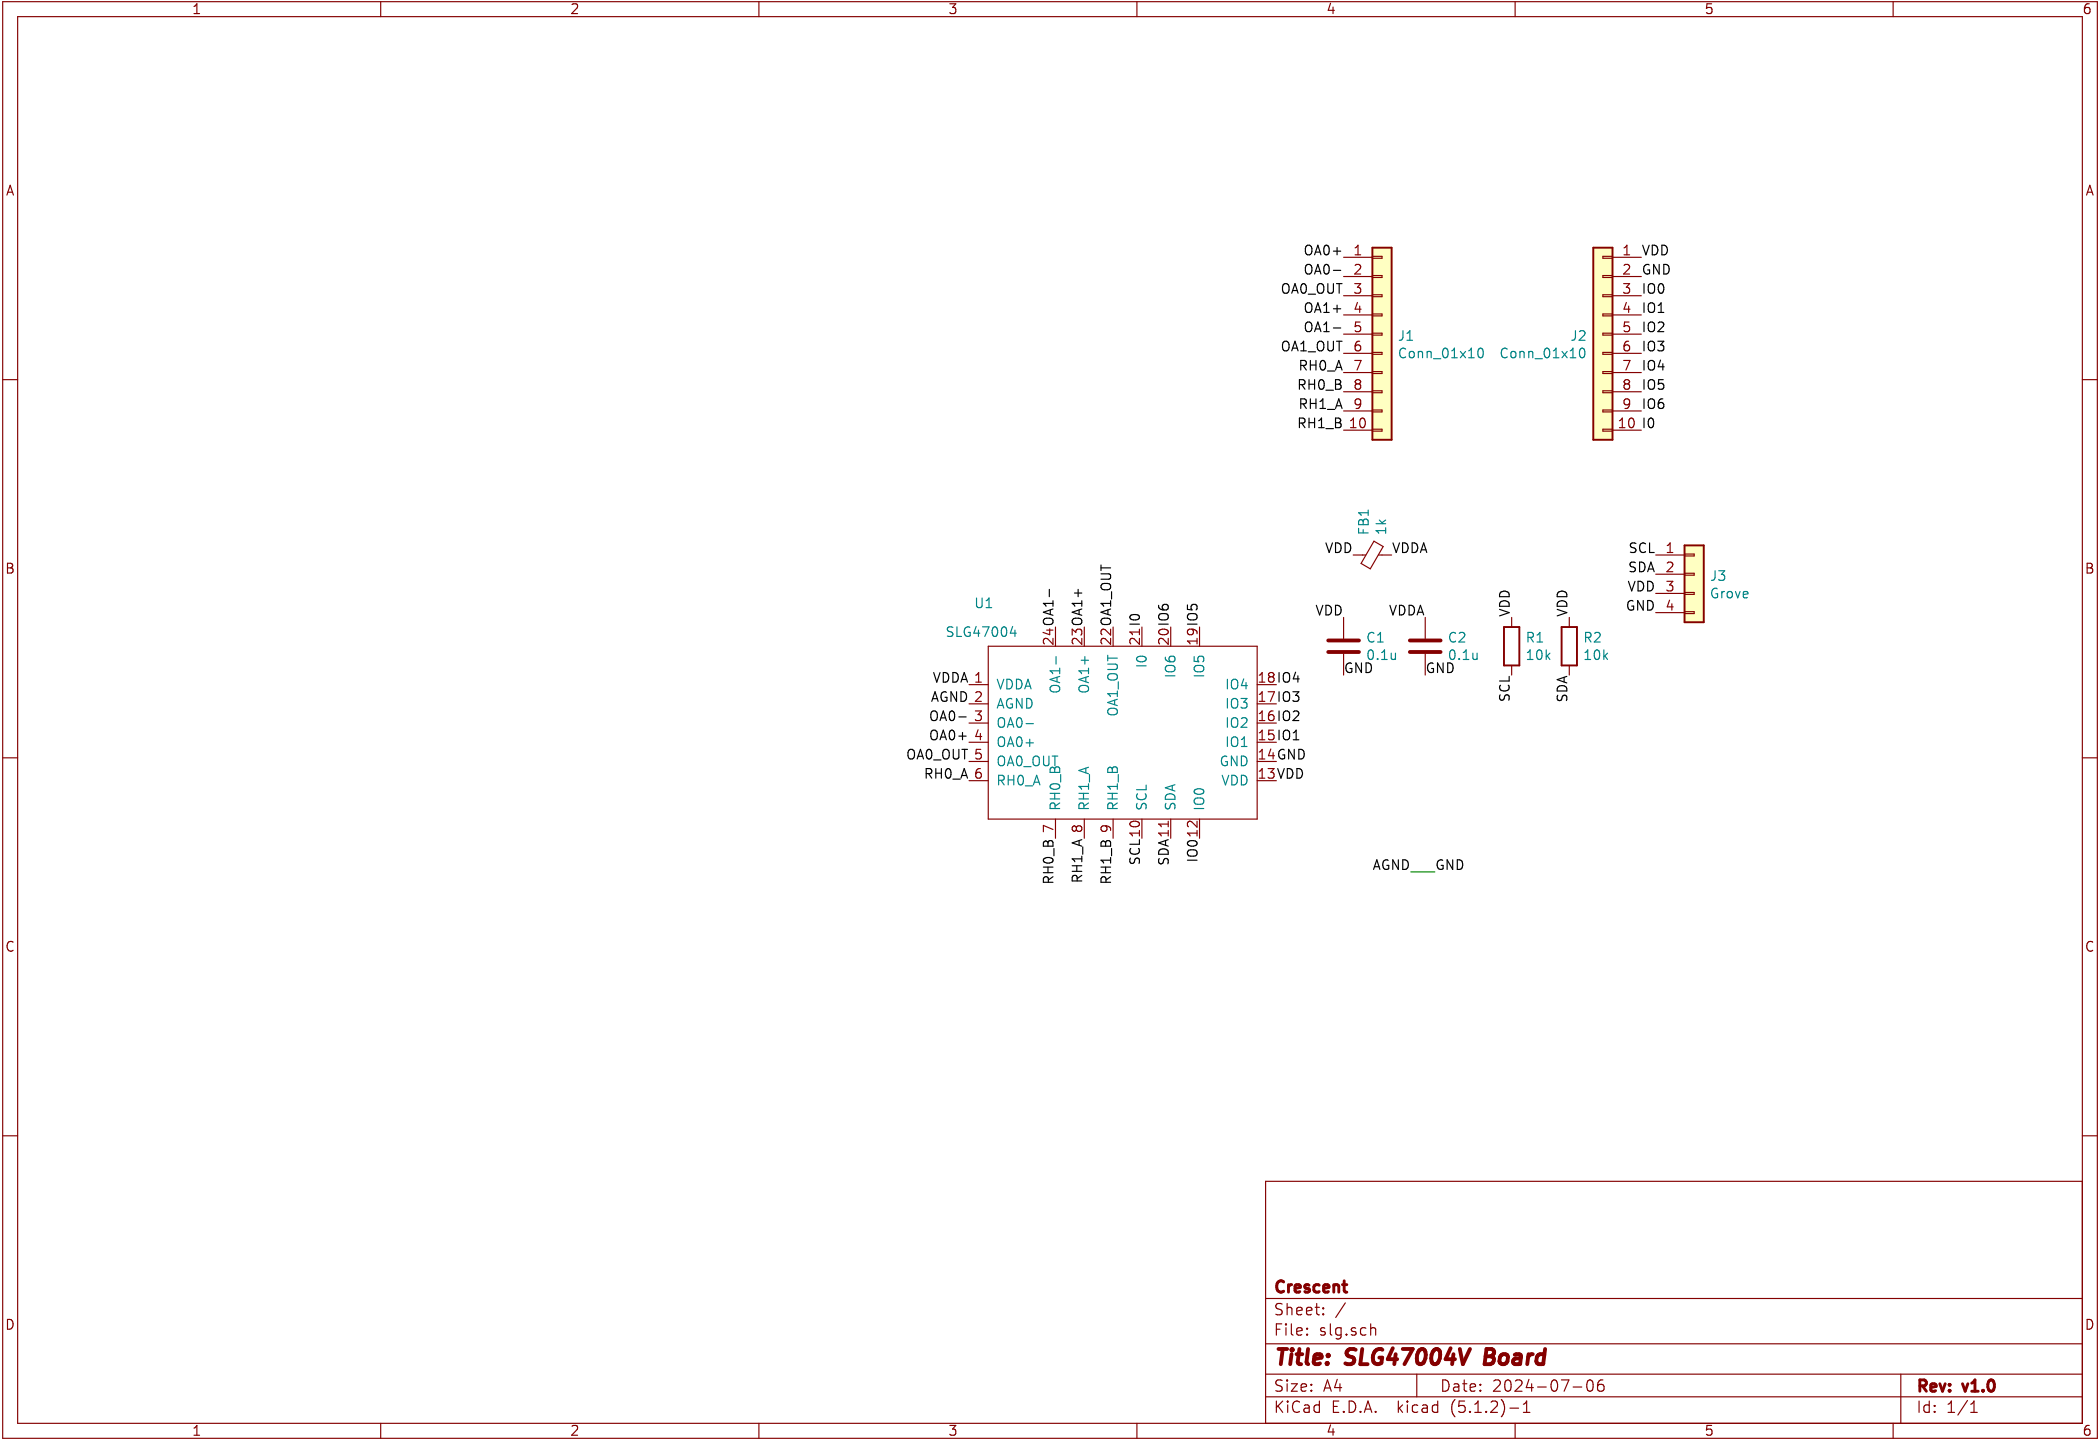 1 2 3 4 5 6
A A
OA0+ 1 1 VDD
OA0- 2 2 GND
OA0_OUT 3 3 IO0
OA1+ 4 4 IO1
OA1- 5 5 IO2
J1 J2
OA1_OUT 6 6 IO3
Conn_01x10 Conn_01x10
RH0_A 7 7 IO4
RH0_B 8 8 IO5
RH1_A 9 9 IO6
RH1_B 10 10 I0
FB1
1k
VDD VDDA
B B
SCL 1
SDA 2
VDD 3
GND 4
J3
Grove
VDD
C1
0.1u
GND
VDDA
C2
0.1u
GND
VDD
R1
10k
SCL
VDD
R2
10k
SDA
U1
SLG47004
OA1- 24 OA1-
OA1+ 23 OA1+
OA1_OUT 22 OA1_OUT
I0 21 I0
IO6 20 IO6
IO5 19 IO5
VDDA 1 VDDA
AGND 2 AGND
OA0- 3 OA0-
OA0+ 4 OA0+
OA0_OUT 5 OA0_OUT
RH0_A 6 RH0_A
IO4 18 IO4
IO3 17 IO3
IO2 16 IO2
IO1 15 IO1
GND 14 GND
VDD 13 VDD
RH0_B 7 RH0_B
RH1_A 8 RH1_A
RH1_B 9 RH1_B
SCL 10 SCL
SDA 11 SDA
IO0 12 IO0
AGND GND
C C
Crescent
Sheet: /
File: slg.sch
D D
Title: SLG47004V Board
Size: A4 Date: 2024-07-06 Rev: v1.0
KiCad E.D.A. kicad (5.1.2)-1 Id: 1/1
1 2 3 4 5 6